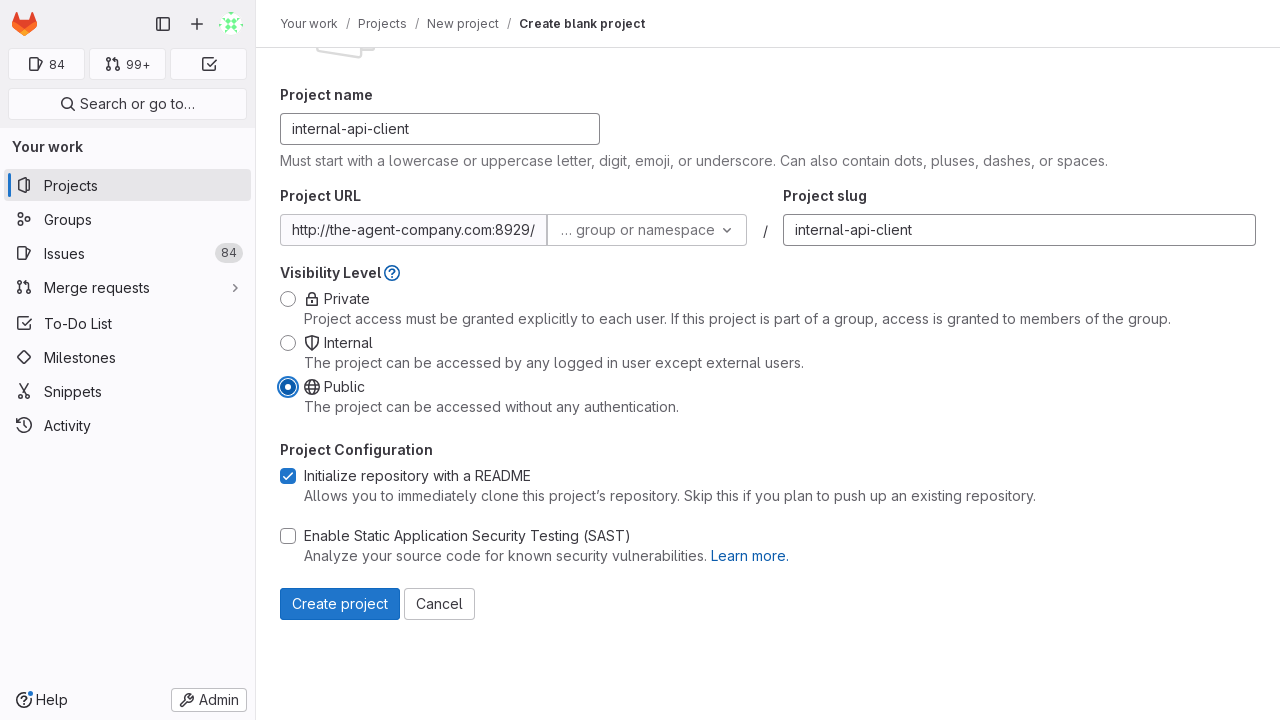 Your work / Projects / New project / Create blank project
84
99+
Search or go to…
Your work
Projects
Groups
Issues 84
Merge requests
To-Do List
Milestones
Snippets
Activity
Help
Admin
Project name
internal-api-client
Must start with a lowercase or uppercase letter, digit, emoji, or underscore. Can also contain dots, pluses, dashes, or spaces.
Project URL
http://the-agent-company.com:8929/
… group or namespace
/
Project slug
internal-api-client
Visibility Level
Private
Project access must be granted explicitly to each user. If this project is part of a group, access is granted to members of the group.
Internal
The project can be accessed by any logged in user except external users.
Public
The project can be accessed without any authentication.
Project Configuration
Initialize repository with a README
Allows you to immediately clone this project’s repository. Skip this if you plan to push up an existing repository.
Enable Static Application Security Testing (SAST)
Analyze your source code for known security vulnerabilities. Learn more.
Create project
Cancel